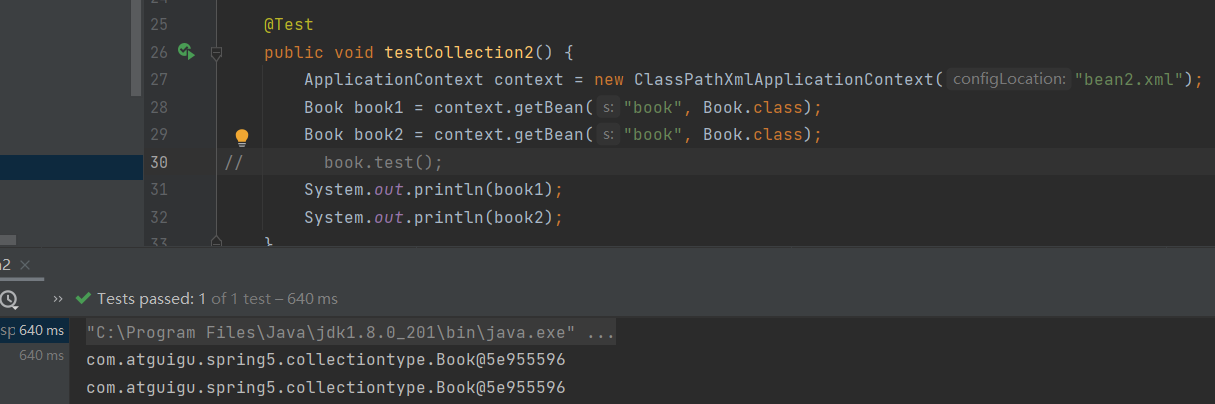 25 @Test
26 public void testCollection2() {
27 ApplicationContext context = new ClassPathXmlApplicationContext( configLocation: "bean2.xml");
28 Book book1 = context.getBean( s: "book", Book.class);
29 Book book2 = context.getBean( s: "book", Book.class);
30 // book.test();
31 System.out.println(book1);
32 System.out.println(book2);
33 }
2 ×
›› Tests passed: 1 of 1 test – 640 ms
sp 640 ms "C:\Program Files\Java\jdk1.8.0_201\bin\java.exe" ...
640 ms com.atguigu.spring5.collectiontype.Book@5e955596
com.atguigu.spring5.collectiontype.Book@5e955596